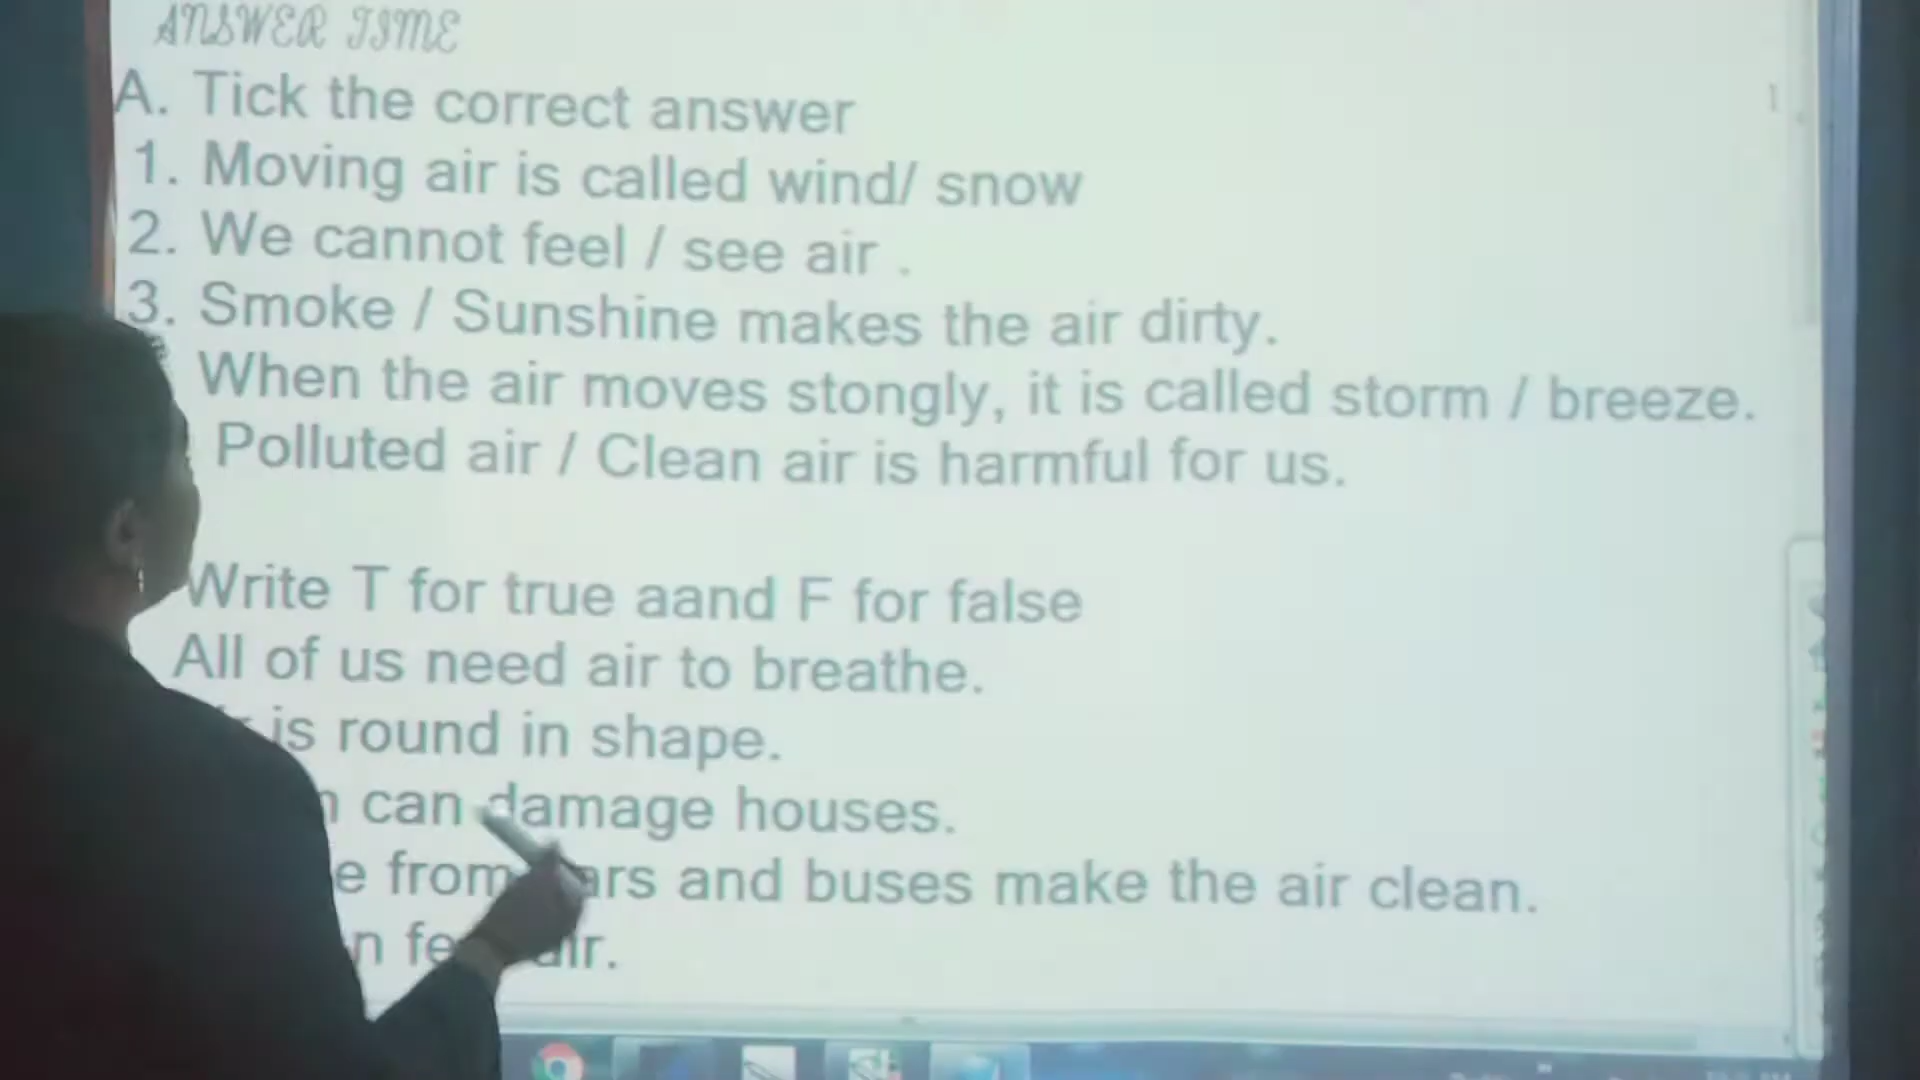 ANSWER TIME
A. Tick the correct answer
1. Moving air is called wind/ snow
2. We cannot feel / see air .
3. Smoke / Sunshine makes the air dirty.
When the air moves stongly, it is called storm / breeze.
Polluted air / Clean air is harmful for us.
Write T for true aand F for false
All of us need air to breathe.
is round in shape.
can damage houses.
from and buses make the air clean.